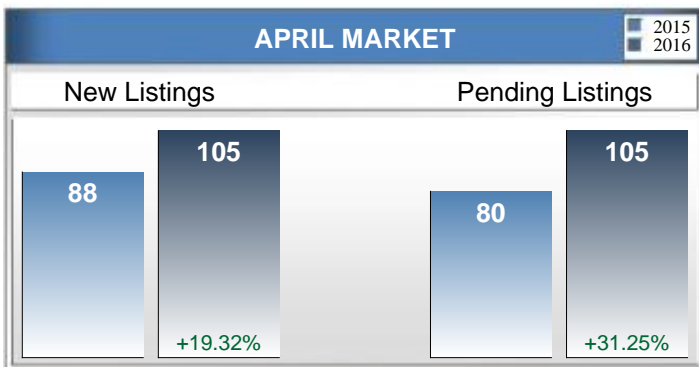 APRIL MARKET
2015
2016
New Listings
Pending Listings
88
105
+19.32%
80
105
+31.25%